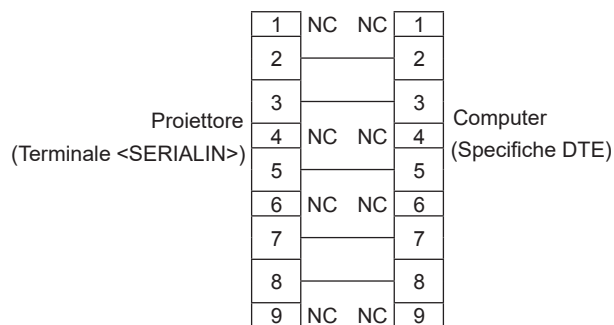 1 NC NC 1
2 2
3 3
Proiettore
(Terminale <SERIALIN>)
4 NC NC 4
Computer
(Specifiche DTE)
5 5
6 NC NC 6
7 7
8 8
9 NC NC 9